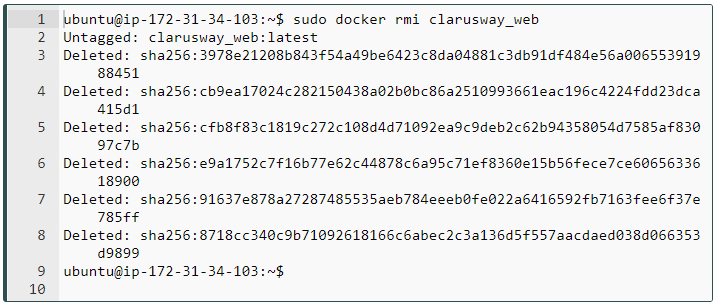 1 ubuntu@ip-172-31-34-103:~$ sudo docker rmi clarusway_web
2 Untagged: clarusway_web:latest
3 Deleted: sha256:3978e21208b843f54a49be6423c8da04881c3db91df484e56a006553919
88451
4 Deleted: sha256:cb9ea17024c282150438a02b0bc86a2510993661eac196c4224fdd23dca
415d1
5 Deleted: sha256:cfb8f83c1819c272c108d4d71092ea9c9deb2c62b94358054d7585af830
97c7b
6 Deleted: sha256:e9a1752c7f16b77e62c44878c6a95c71ef8360e15b56fece7ce60656336
18900
7 Deleted: sha256:91637e878a27287485535aeb784eeeb0fe022a6416592fb7163fee6f37e
785ff
8 Deleted: sha256:8718cc340c9b71092618166c6abec2c3a136d5f557aacdaed038d066353
d9899
9 ubuntu@ip-172-31-34-103:~$
10